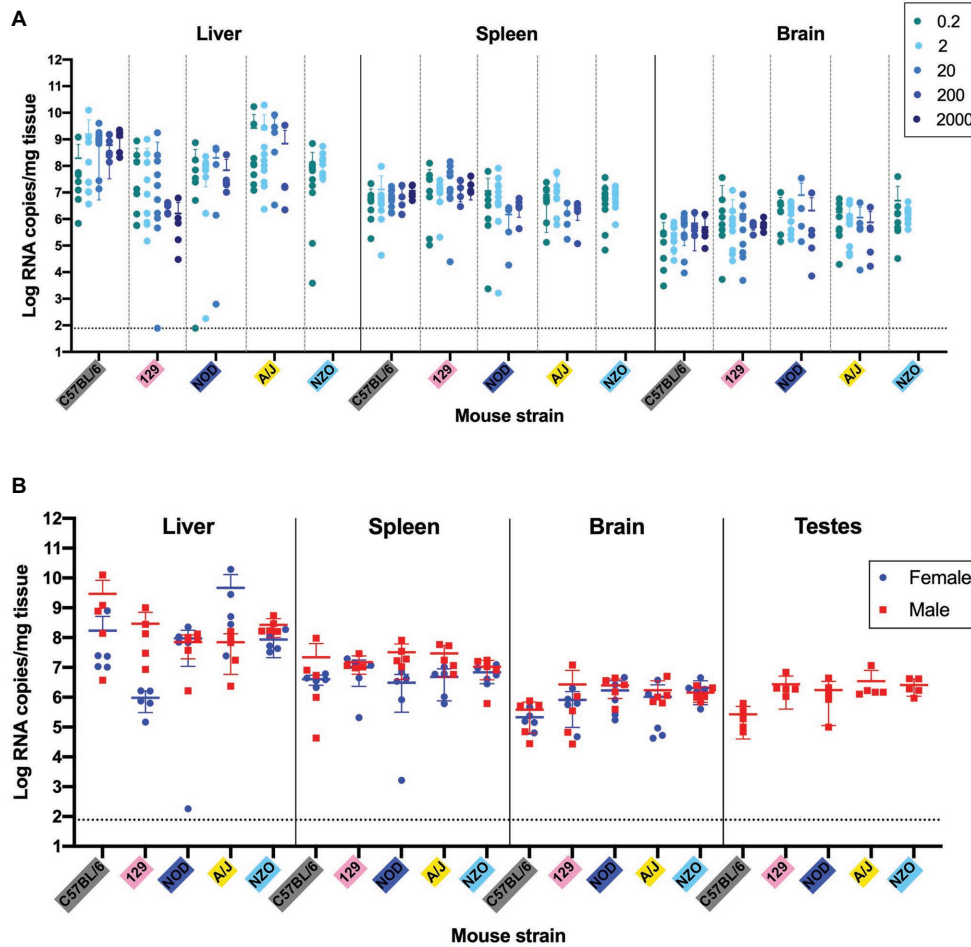 A
Liver Spleen Brain
0.2
2
20
200
2000
Log RNA copies/mg tissue
12
11
10
9
8
7
6
5
4
3
2
1
C57BL/6 129 NOD A/J NZO C57BL/6 129 NOD A/J NZO C57BL/6 129 NOD A/J NZO
Mouse strain
B
Liver Spleen Brain Testes
Female
Male
Log RNA copies/mg tissue
12
11
10
9
8
7
6
5
4
3
2
1
C57BL/6 129 NOD A/J NZO C57BL/6 129 NOD A/J NZO C57BL/6 129 NOD A/J NZO C57BL/6 129 NOD A/J NZO
Mouse strain